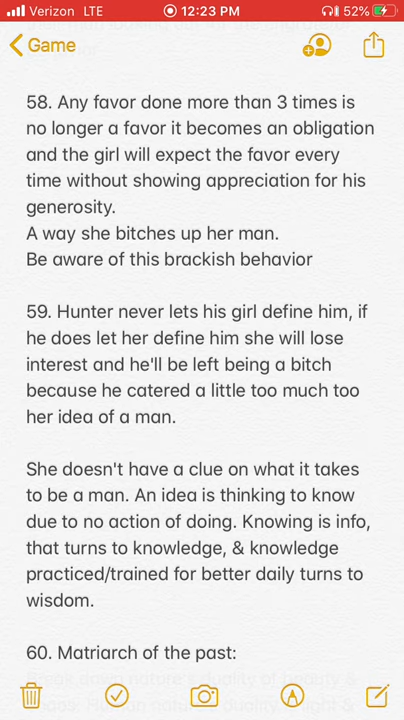 Verizon LTE 12:23 PM 52%
Game
58. Any favor done more than 3 times is
no longer a favor it becomes an obligation
and the girl will expect the favor every
time without showing appreciation for his
generosity.
A way she bitches up her man.
Be aware of this brackish behavior
59. Hunter never lets his girl define him, if
he does let her define him she will lose
interest and he'll be left being a bitch
because he catered a little too much too
her idea of a man.
She doesn't have a clue on what it takes
to be a man. An idea is thinking to know
due to no action of doing. Knowing is info,
that turns to knowledge, & knowledge
practiced/trained for better daily turns to
wisdom.
60. Matriarch of the past:
Break down nature's duality of beauty &